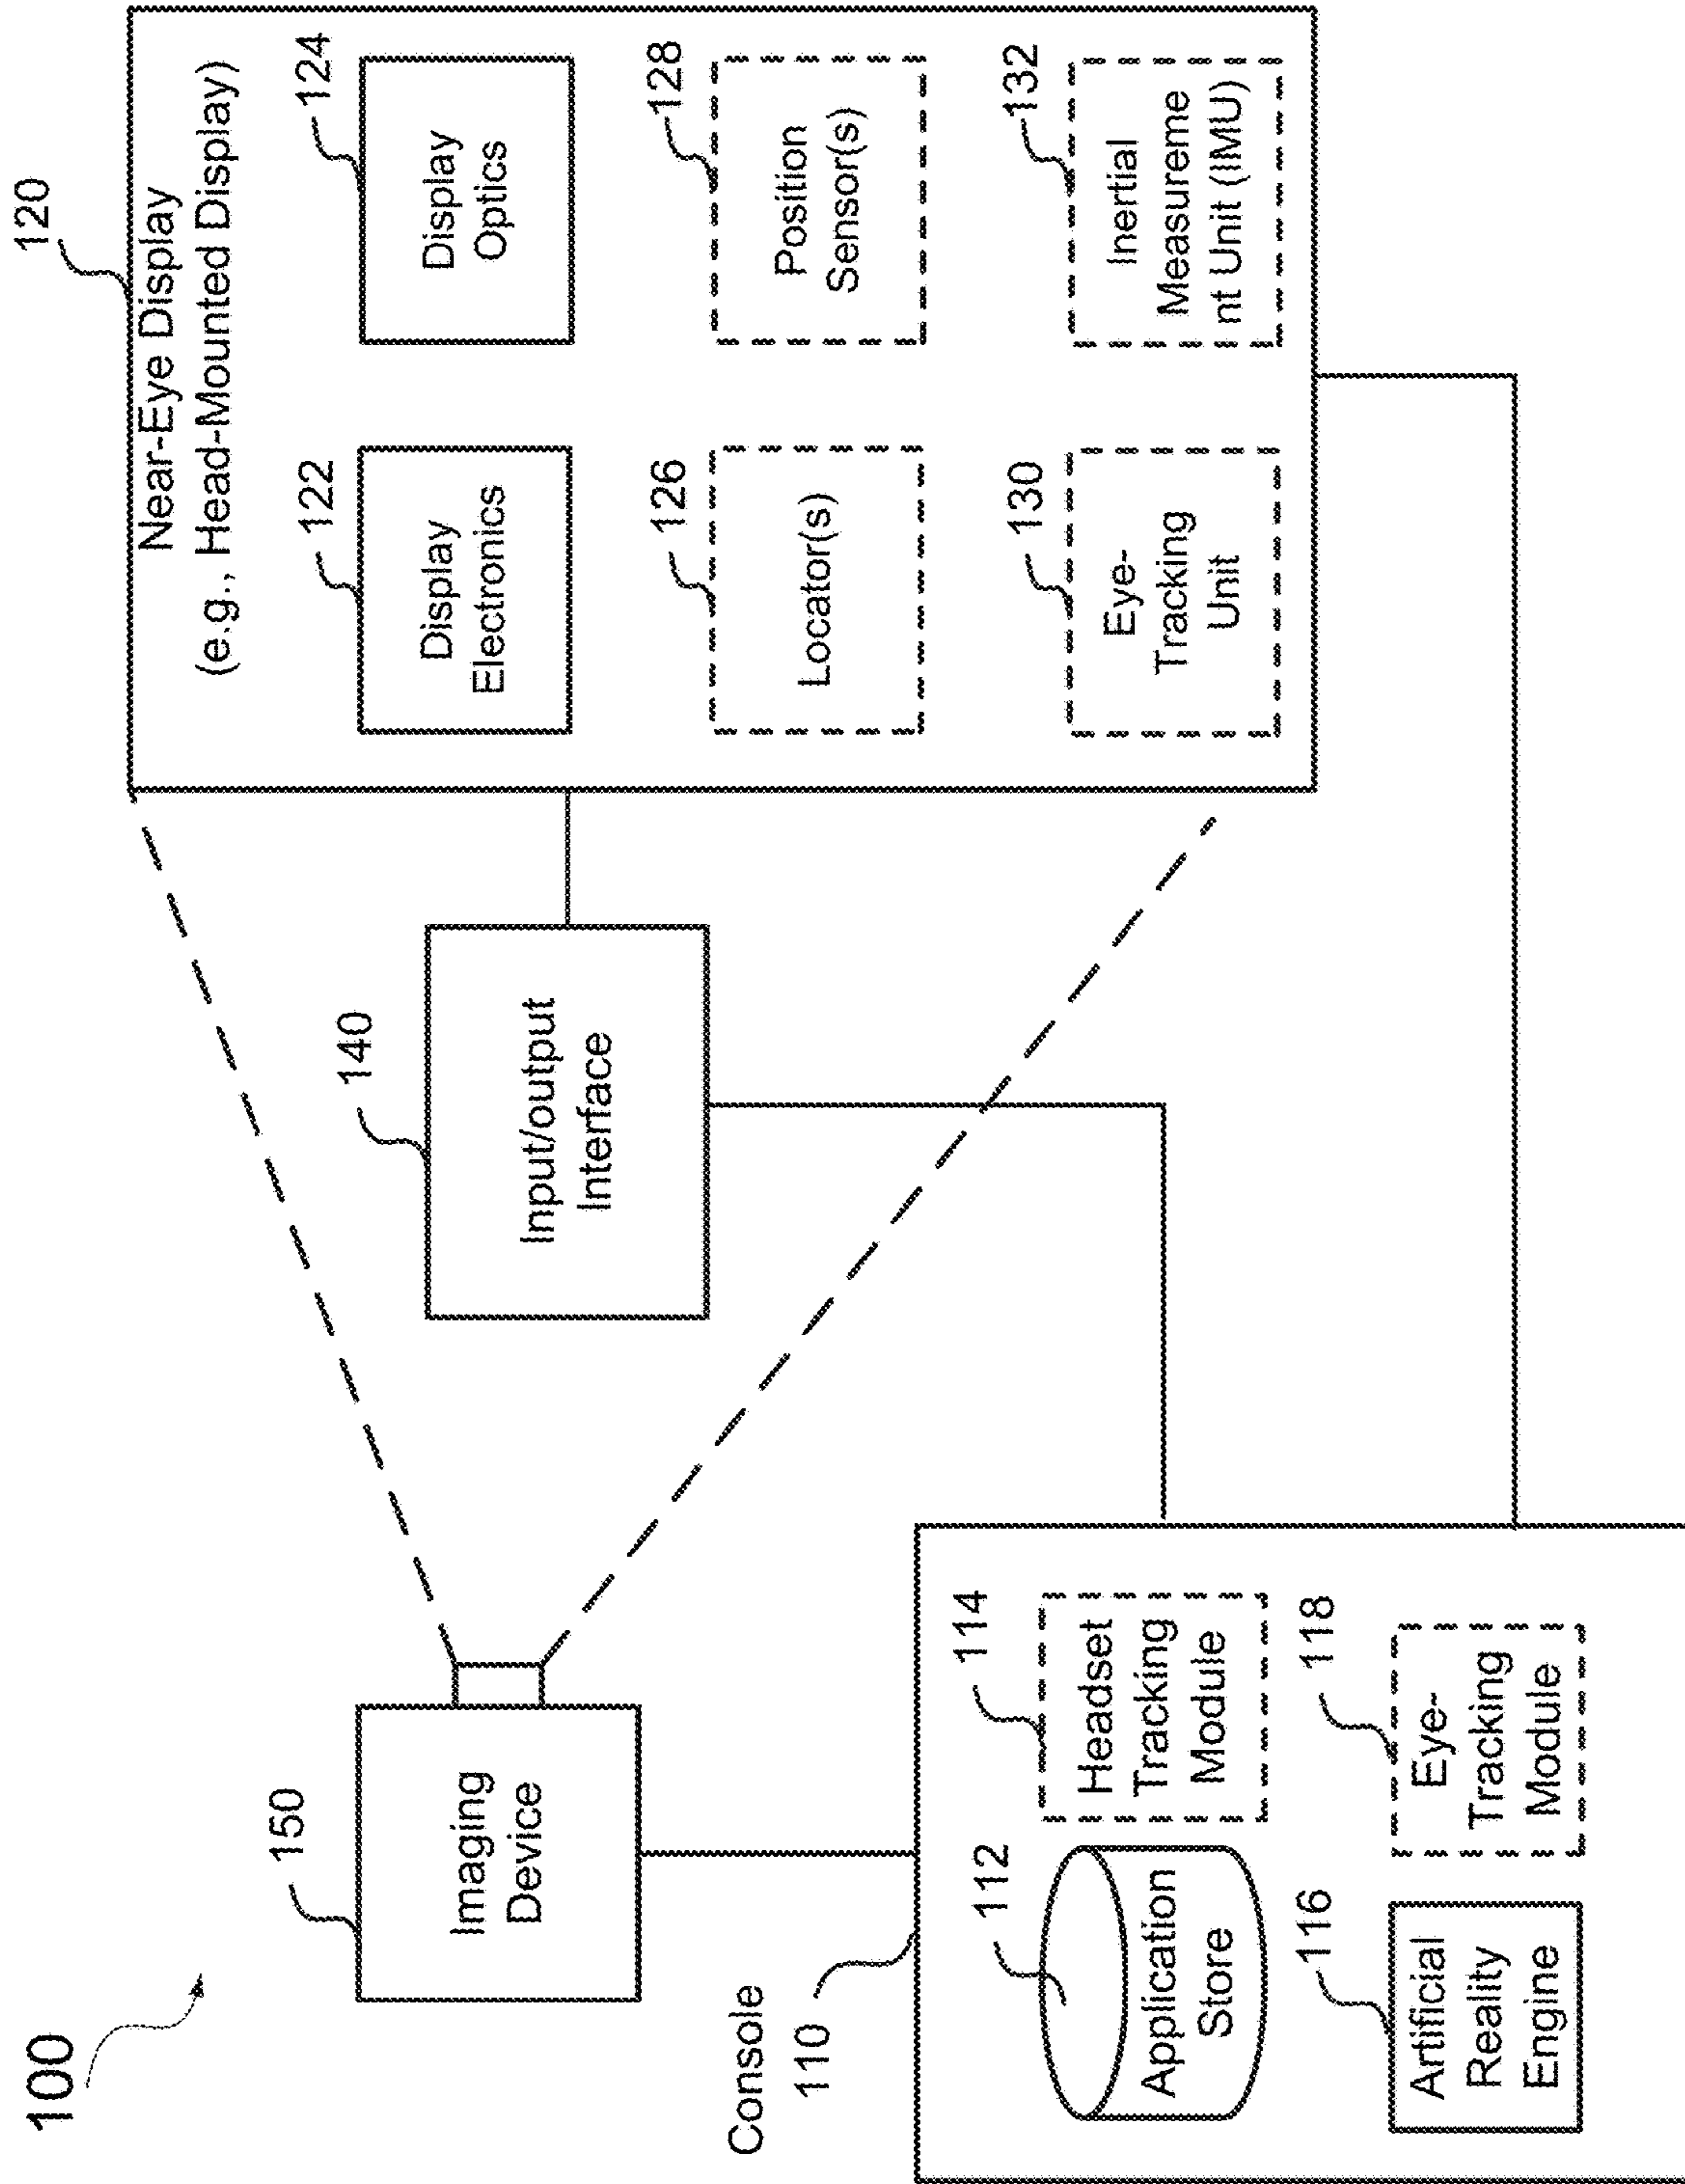 100
120
Near-Eye Display
(e.g., Head-Mounted Display)
150
Imaging
Device
140
Input/output
Interface
122
Display
Electronics
124
Display
Optics
126
Locator(s)
128
Position
Sensor(s)
130
Eye-
Tracking
Unit
132
Inertial
Measureme
nt Unit (IMU)
Console
110
112
Application
Store
114
Headset
Tracking
Module
116
Artificial
Reality
Engine
118
Eye-
Tracking
Module